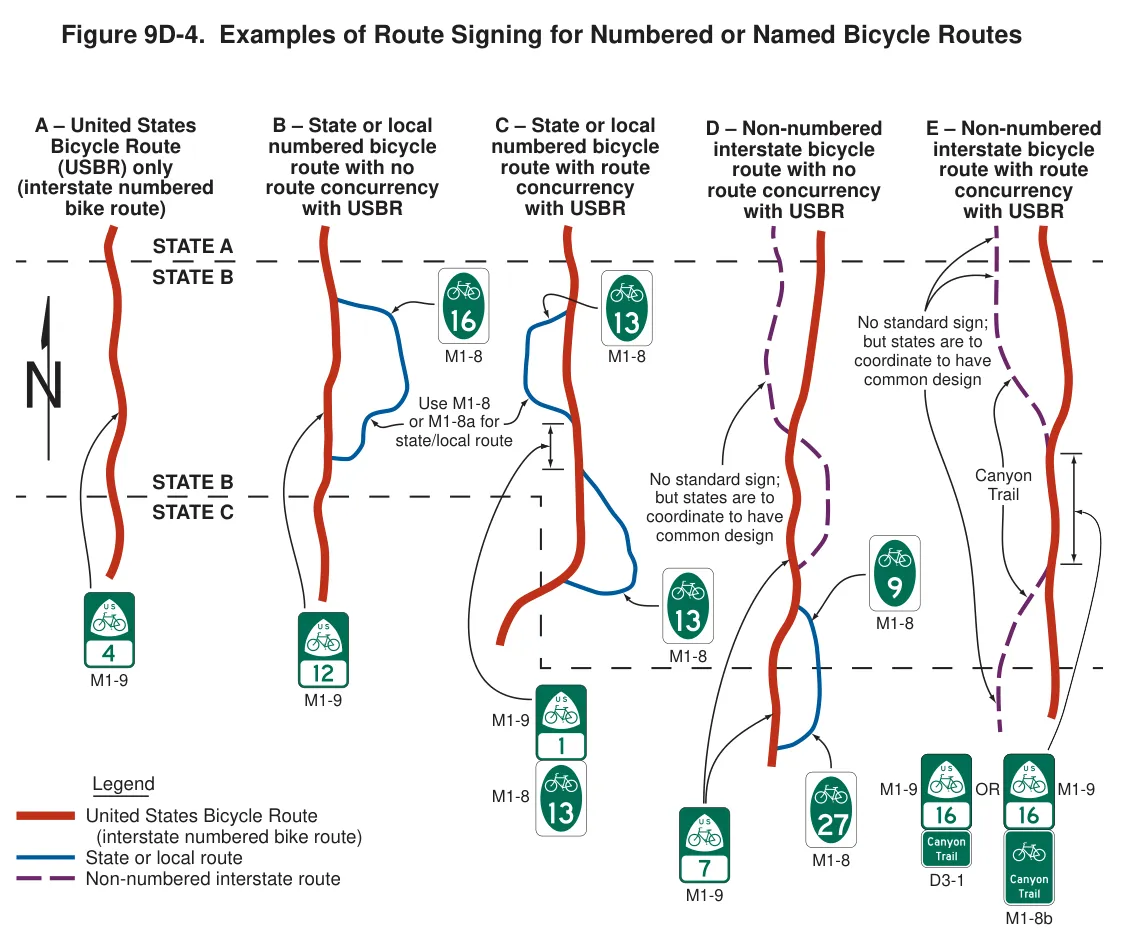 Figure 9D-4.  Examples of Route Signing for Numbered or Named Bicycle Routes
A – United States
Bicycle Route
(USBR) only
(interstate numbered
bike route)
B – State or local
numbered bicycle
route with no
route concurrency
with USBR
C – State or local
numbered bicycle
route with route
concurrency
with USBR
D – Non-numbered
interstate bicycle
route with no
route concurrency
with USBR
E – Non-numbered
interstate bicycle
route with route
concurrency
with USBR
STATE A
STATE B
N
16
M1-8
13
M1-8
No standard sign;
but states are to
coordinate to have
common design
Use M1-8
or M1-8a for
state/local route
STATE B
STATE C
No standard sign;
but states are to
coordinate to have
common design
Canyon
Trail
9
M1-8
13
M1-8
US
4
M1-9
US
12
M1-9
M1-9
US
1
M1-8
13
US
7
M1-9
27
M1-8
M1-9
US
16
Canyon
Trail
D3-1
OR
US
16
M1-9
Canyon
Trail
M1-8b
Legend
United States Bicycle Route
(interstate numbered bike route)
State or local route
Non-numbered interstate route